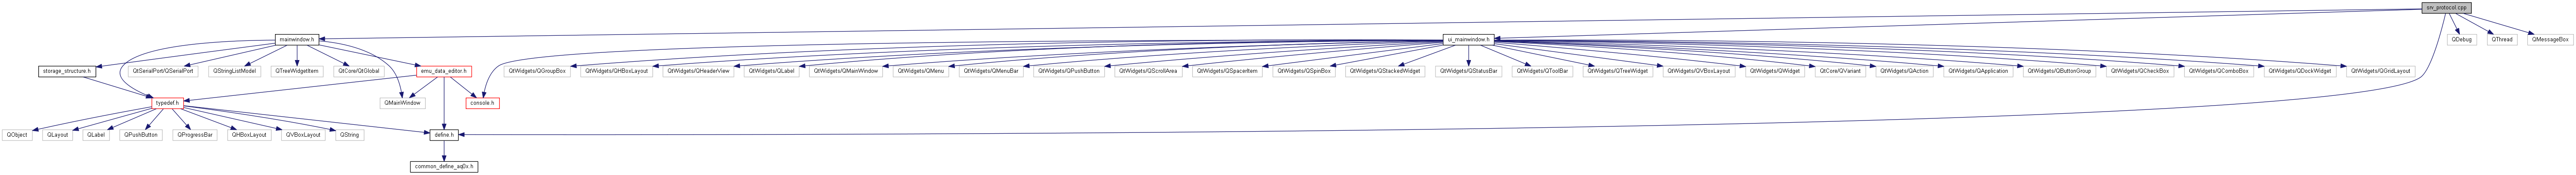 srv_protocol.cpp
mainwindow.h
ui_mainwindow.h
QDebug
QThread
QMessageBox
storage_structure.h
QtSerialPort/QSerialPort
QStringListModel
QTreeWidgetItem
QtCore/QtGlobal
emu_data_editor.h
QtWidgets/QGroupBox
QtWidgets/QHBoxLayout
QtWidgets/QHeaderView
QtWidgets/QLabel
QtWidgets/QMainWindow
QtWidgets/QMenu
QtWidgets/QMenuBar
QtWidgets/QPushButton
QtWidgets/QScrollArea
QtWidgets/QSpacerItem
QtWidgets/QSpinBox
QtWidgets/QStackedWidget
QtWidgets/QStatusBar
QtWidgets/QToolBar
QtWidgets/QTreeWidget
QtWidgets/QVBoxLayout
QtWidgets/QWidget
QtCore/QVariant
QtWidgets/QAction
QtWidgets/QApplication
QtWidgets/QButtonGroup
QtWidgets/QCheckBox
QtWidgets/QComboBox
QtWidgets/QDockWidget
QtWidgets/QGridLayout
typedef.h
QMainWindow
console.h
QObject
QLayout
QLabel
QPushButton
QProgressBar
QHBoxLayout
QVBoxLayout
QString
define.h
common_define_aq0x.h